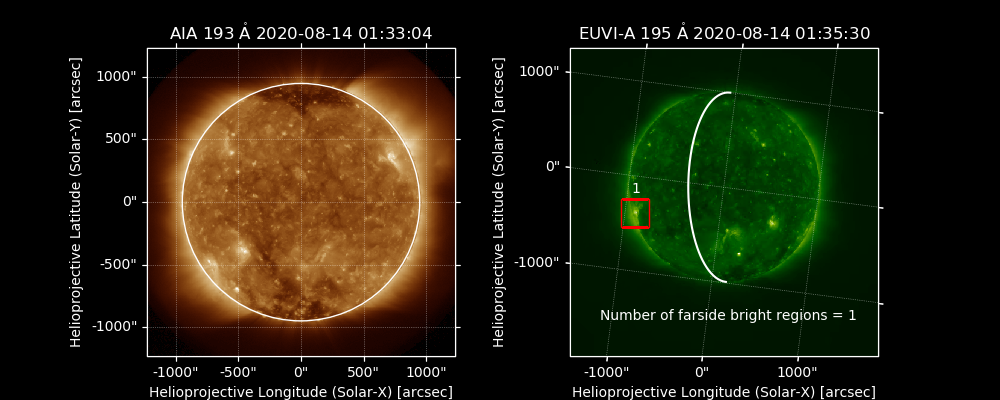 AIA 193 Å 2020-08-14 01:33:04
1000"
500"
0"
-500"
-1000"
-1000" -500" 0" 500" 1000"
Helioprojective Longitude (Solar-X) [arcsec]
Helioprojective Latitude (Solar-Y) [arcsec]
EUVI-A 195 Å 2020-08-14 01:35:30
1000"
0"
-1000"
1
Number of farside bright regions = 1
-1000" 0" 1000"
Helioprojective Longitude (Solar-X) [arcsec]
Helioprojective Latitude (Solar-Y) [arcsec]